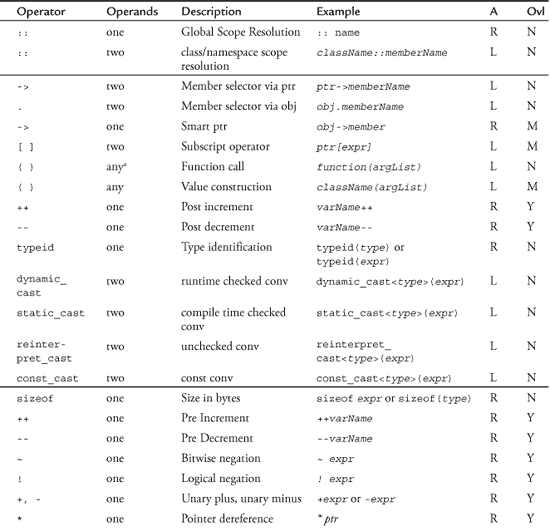 Operator Operands Description Example A Ovl
:: one Global Scope Resolution :: name R N
:: two class/namespace scope resolution className::memberName L N
-> two Member selector via ptr ptr->memberName L N
. two Member selector via obj obj.memberName L N
-> one Smart ptr obj->member R M
[ ] two Subscript operator ptr[expr] L M
( ) anyᵃ Function call function(argList) L N
( ) any Value construction className(argList) L M
++ one Post increment varName++ R Y
-- one Post decrement varName-- R Y
typeid one Type identification typeid(type) or typeid(expr) R N
dynamic_cast two runtime checked conv dynamic_cast<type>(expr) L N
static_cast two compile time checked conv static_cast<type>(expr) L N
reinter-pret_cast two unchecked conv reinterpret_cast<type>(expr) L N
const_cast two const conv const_cast<type>(expr) L N
sizeof one Size in bytes sizeof expr or sizeof(type) R N
++ one Pre Increment ++varName R Y
-- one Pre Decrement --varName R Y
~ one Bitwise negation ~ expr R Y
! one Logical negation ! expr R Y
+, - one Unary plus, unary minus +expr or -expr R Y
* one Pointer dereference * ptr R Y